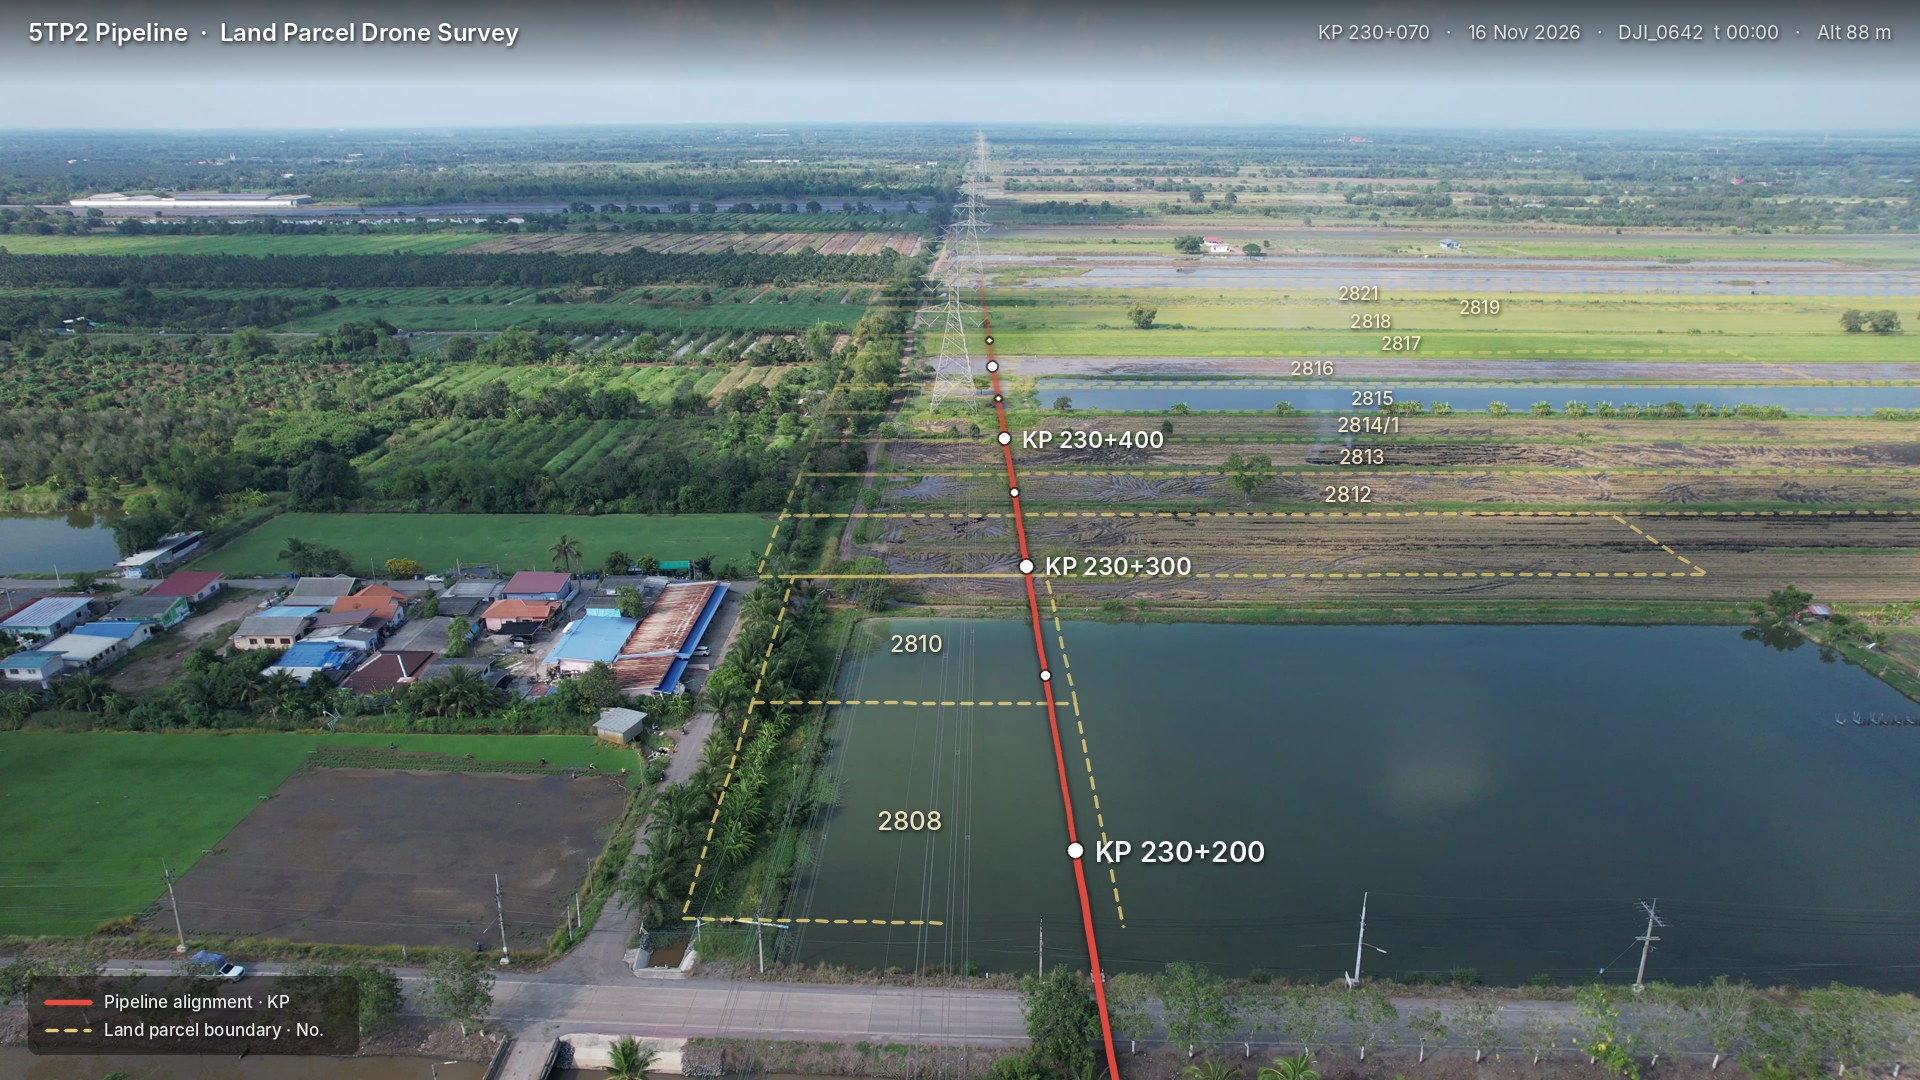 5TP2 Pipeline · Land Parcel Drone Survey
KP 230+070 · 16 Nov 2026 · DJI_0642 t 00:00 · Alt 88 m
2821
2819
2818
2817
2816
2815
2814/1
KP 230+400
2813
2812
KP 230+300
2810
2808
KP 230+200
Pipeline alignment · KP
Land parcel boundary · No.